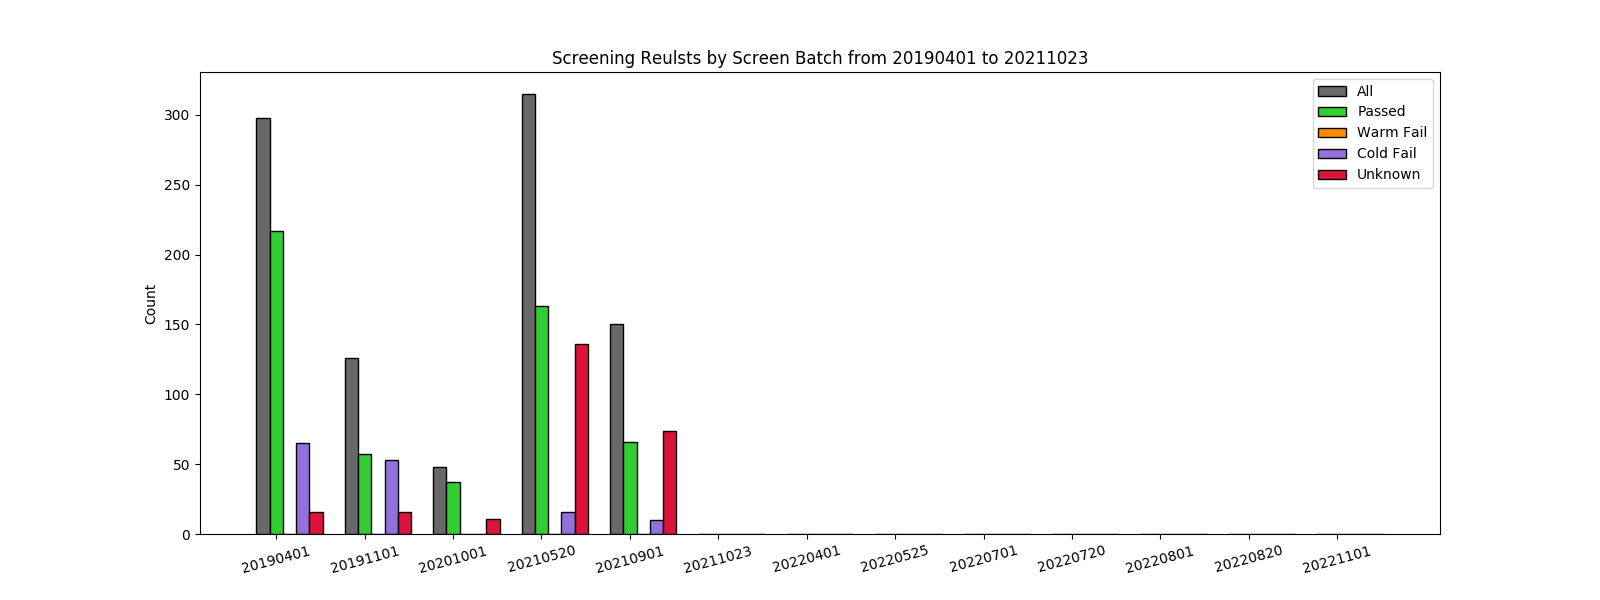 Screening Reulsts by Screen Batch from 20190401 to 20211023
All
Passed
Warm Fail
Cold Fail
Unknown
Count
300
250
200
150
100
50
0
20190401 20191101 20201001 20210520 20210901 20211023 20220401 20220525 20220701 20220720 20220801 20220820 20221101